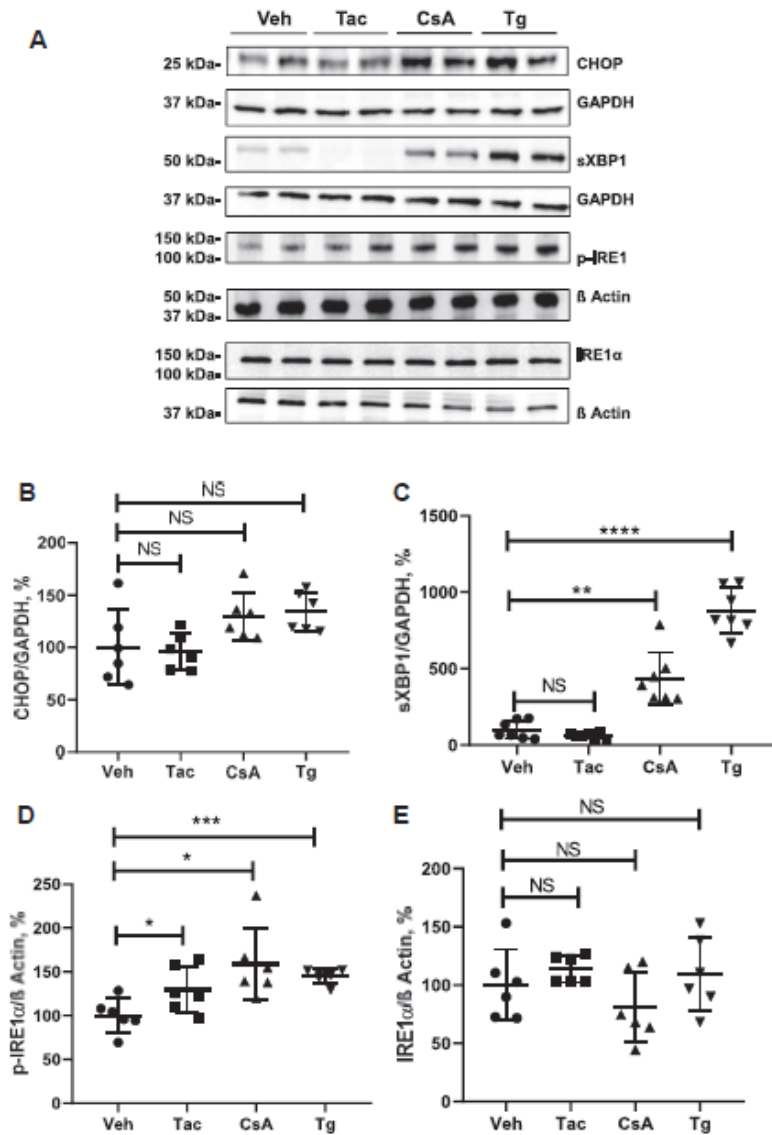 A
Veh Tac CsA Tg
25 kDa- CHOP
37 kDa- GAPDH
50 kDa- sXBP1
37 kDa- GAPDH
150 kDa-
100 kDa- p-IRE1
50 kDa- ß Actin
37 kDa-
150 kDa- IRE1α
100 kDa-
37 kDa- ß Actin
B
NS
NS
NS
CHOP/GAPDH, %
200
150
100
50
0
Veh Tac CsA Tg
C
****
**
NS
sXBP1/GAPDH, %
1500
1000
500
0
Veh Tac CsA Tg
D
***
*
*
p-IRE1α/ß Actin, %
250
200
150
100
50
0
Veh Tac CsA Tg
E
NS
NS
NS
IRE1α/ß Actin, %
200
150
100
50
0
Veh Tac CsA Tg